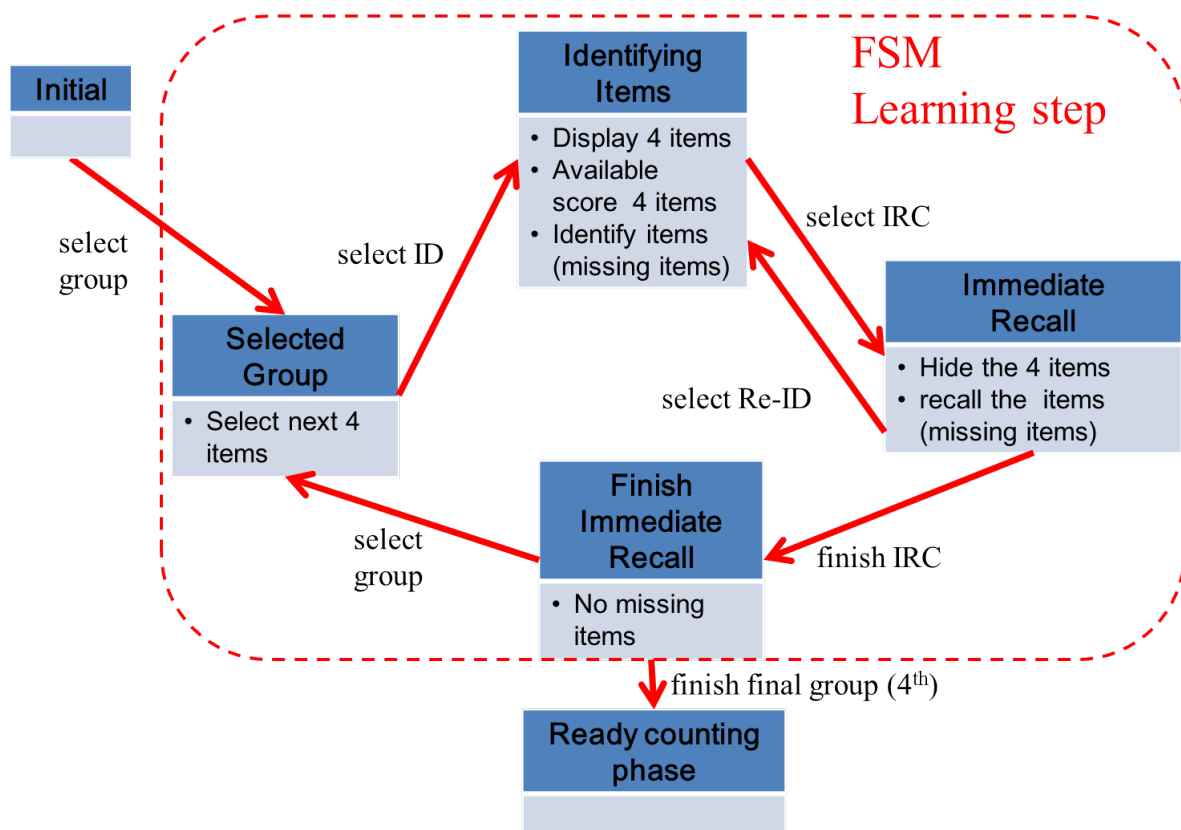 FSM
Learning step
Initial
select
group
Identifying
Items
• Display 4 items
• Available
score 4 items
• Identify items
(missing items)
select ID
select IRC
select Re-ID
Selected
Group
• Select next 4
items
Immediate
Recall
• Hide the 4 items
• recall the items
(missing items)
finish IRC
Finish
Immediate
Recall
• No missing
items
select
group
finish final group (4th)
Ready counting
phase